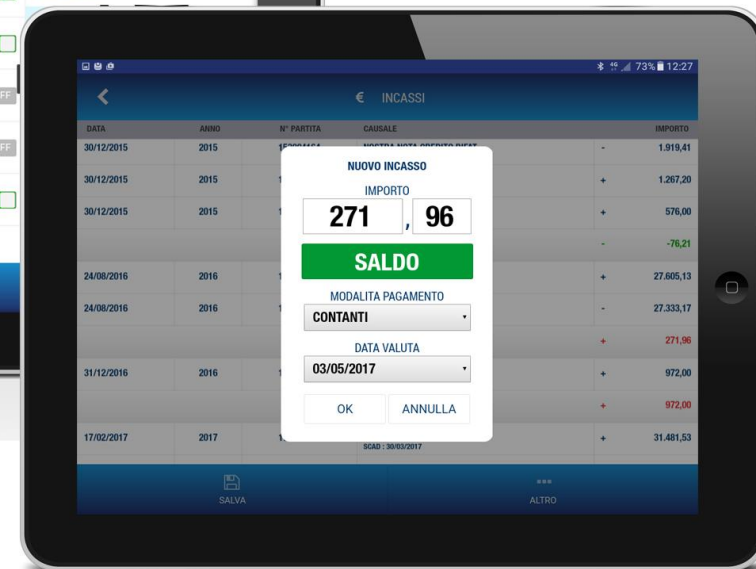 FF
FF
73% 12:27
€ INCASSI
DATA ANNO N° PARTITA CAUSALE IMPORTO
30/12/2015 2015 - 1.919,41
30/12/2015 2015 + 1.267,20
30/12/2015 2015 + 576,00
- -76,21
24/08/2016 2016 + 27.605,13
24/08/2016 2016 - 27.333,17
+ 271,96
31/12/2016 2016 + 972,00
+ 972,00
17/02/2017 2017 + 31.481,53
SCAD : 30/03/2017
NUOVO INCASSO
IMPORTO
271 , 96
SALDO
MODALITA PAGAMENTO
CONTANTI
DATA VALUTA
03/05/2017
OK ANNULLA
SALVA ALTRO